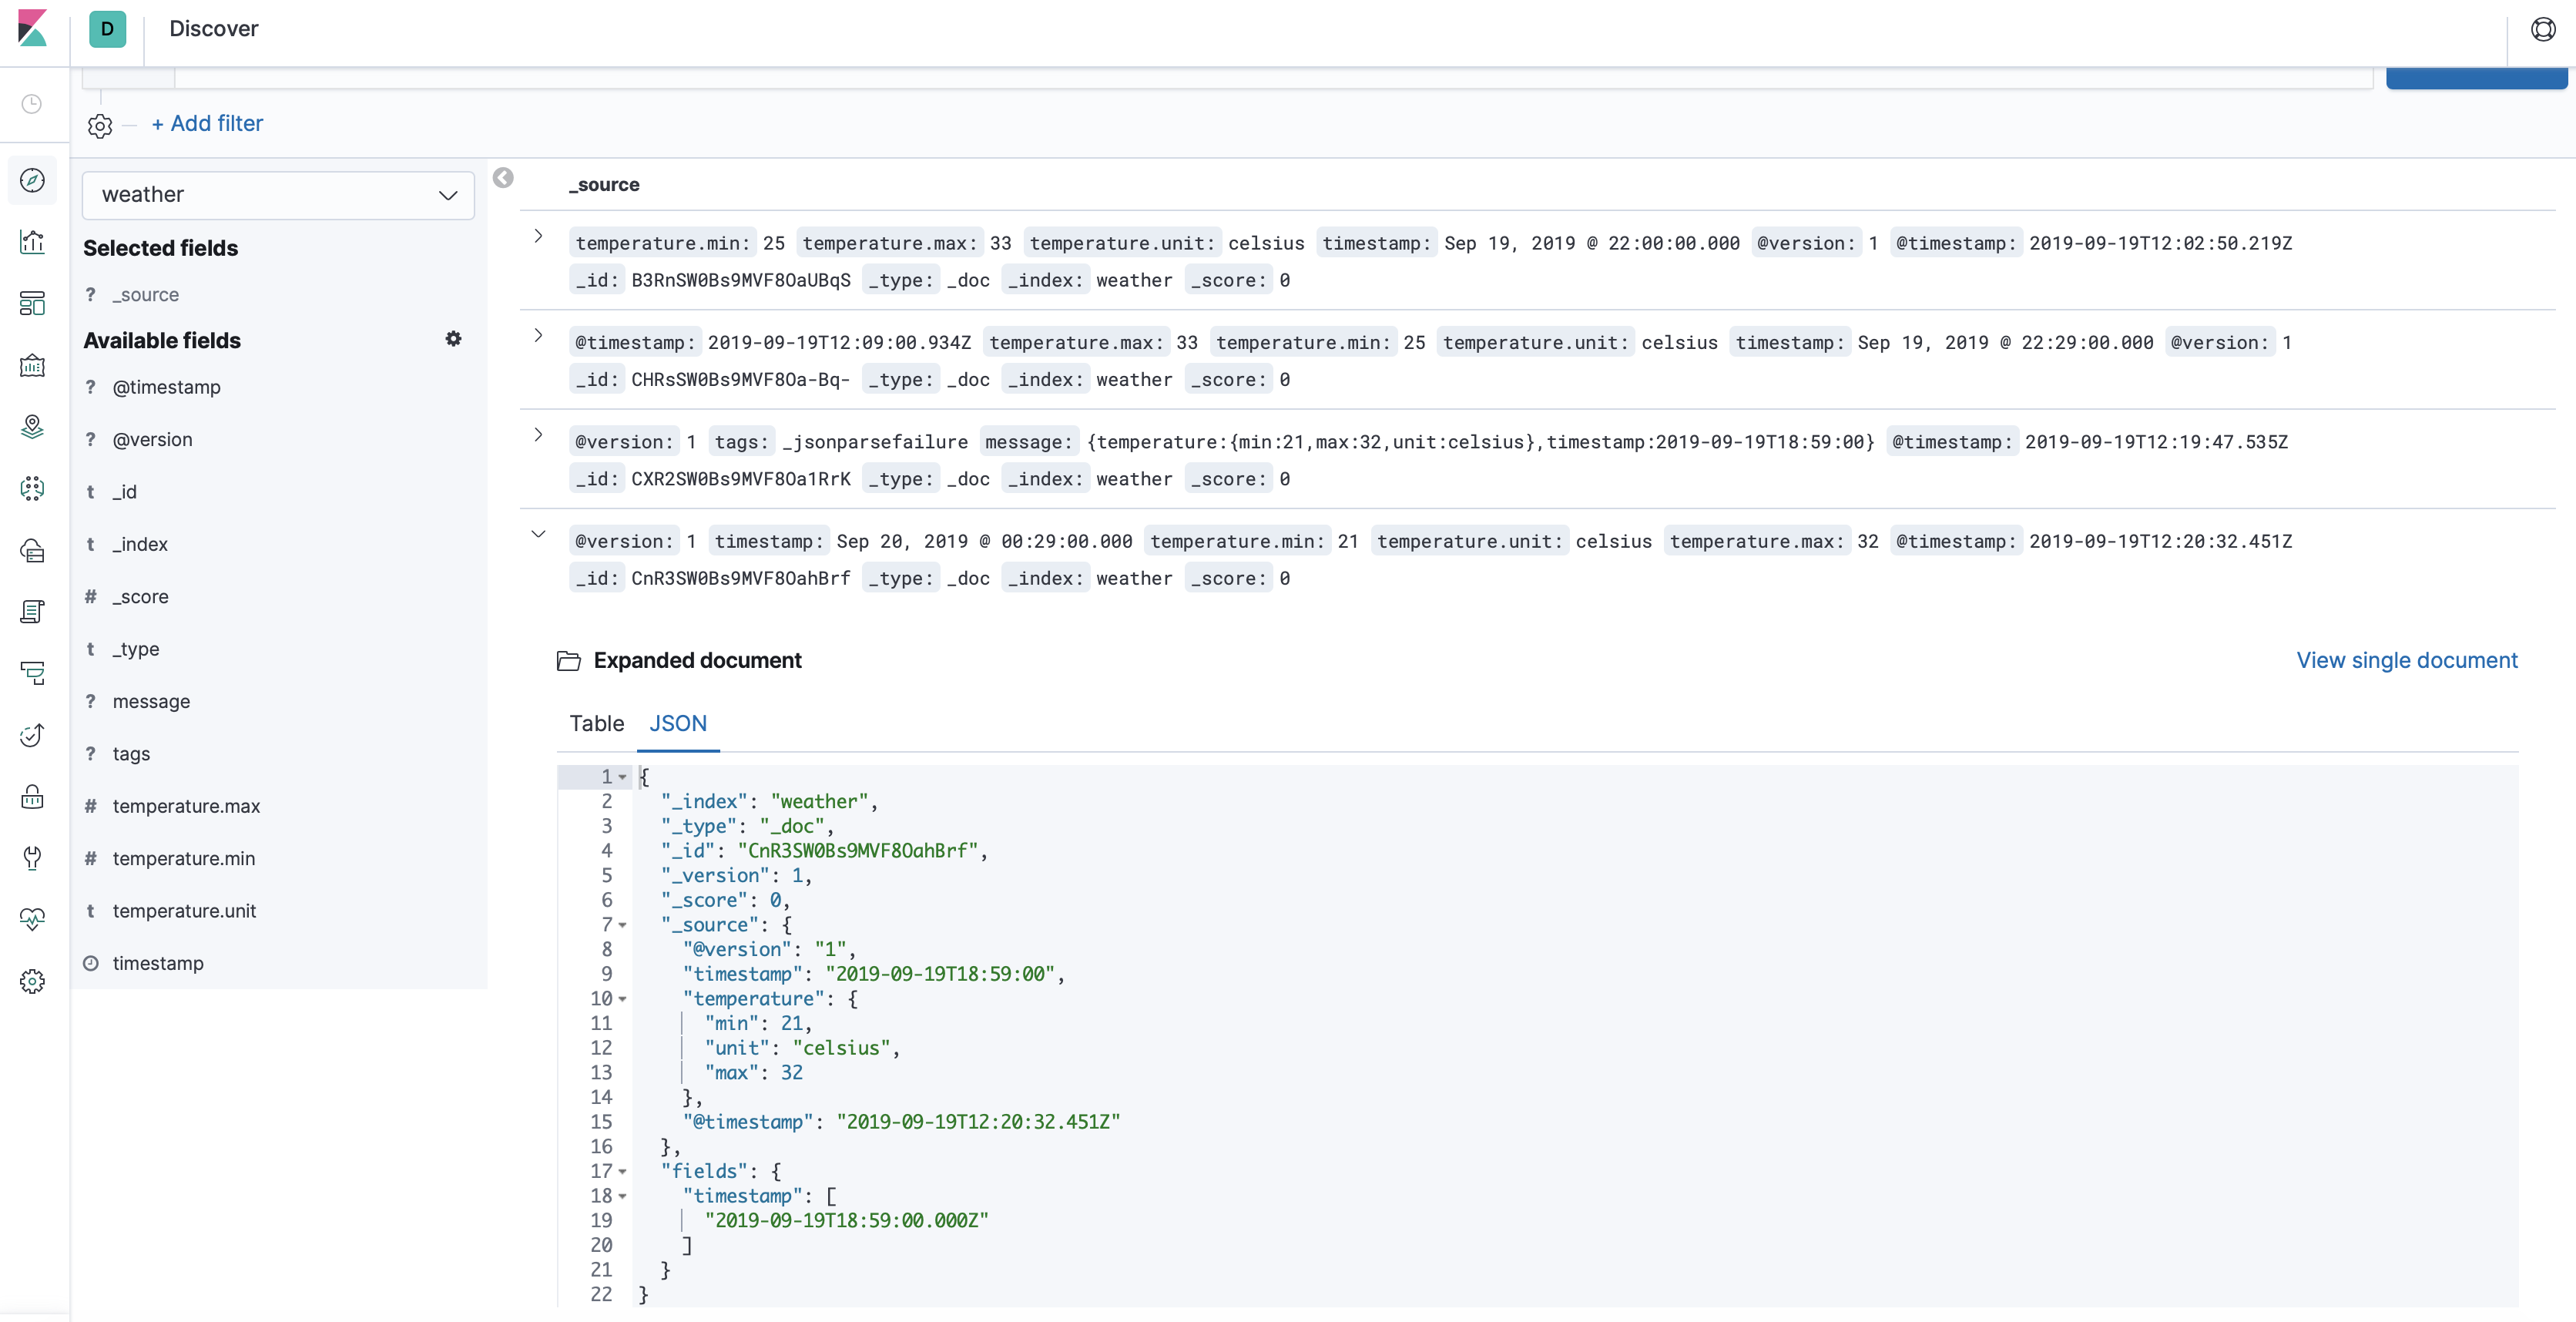 D Discover
+ Add filter
weather
Selected fields
? _source
Available fields
? @timestamp
? @version
t _id
t _index
# _score
t _type
? message
? tags
# temperature.max
# temperature.min
t temperature.unit
timestamp
_source
temperature.min: 25 temperature.max: 33 temperature.unit: celsius timestamp: Sep 19, 2019 @ 22:00:00.000 @version: 1 @timestamp: 2019-09-19T12:02:50.219Z
_id: B3RnSW0Bs9MVF8OaUBqS _type: _doc _index: weather _score: 0
@timestamp: 2019-09-19T12:09:00.934Z temperature.max: 33 temperature.min: 25 temperature.unit: celsius timestamp: Sep 19, 2019 @ 22:29:00.000 @version: 1
_id: CHRsSW0Bs9MVF8Oa-Bq- _type: _doc _index: weather _score: 0
@version: 1 tags: _jsonparsefailure message: {temperature:{min:21,max:32,unit:celsius},timestamp:2019-09-19T18:59:00} @timestamp: 2019-09-19T12:19:47.535Z
_id: CXR2SW0Bs9MVF8Oa1RrK _type: _doc _index: weather _score: 0
@version: 1 timestamp: Sep 20, 2019 @ 00:29:00.000 temperature.min: 21 temperature.unit: celsius temperature.max: 32 @timestamp: 2019-09-19T12:20:32.451Z
_id: CnR3SW0Bs9MVF8OahBrf _type: _doc _index: weather _score: 0
Expanded document View single document
Table JSON
1 {
2 "_index": "weather",
3 "_type": "_doc",
4 "_id": "CnR3SW0Bs9MVF8OahBrf",
5 "_version": 1,
6 "_score": 0,
7 "_source": {
8 "@version": "1",
9 "timestamp": "2019-09-19T18:59:00",
10 "temperature": {
11 "min": 21,
12 "unit": "celsius",
13 "max": 32
14 },
15 "@timestamp": "2019-09-19T12:20:32.451Z"
16 },
17 "fields": {
18 "timestamp": [
19 "2019-09-19T18:59:00.000Z"
20 ]
21 }
22 }